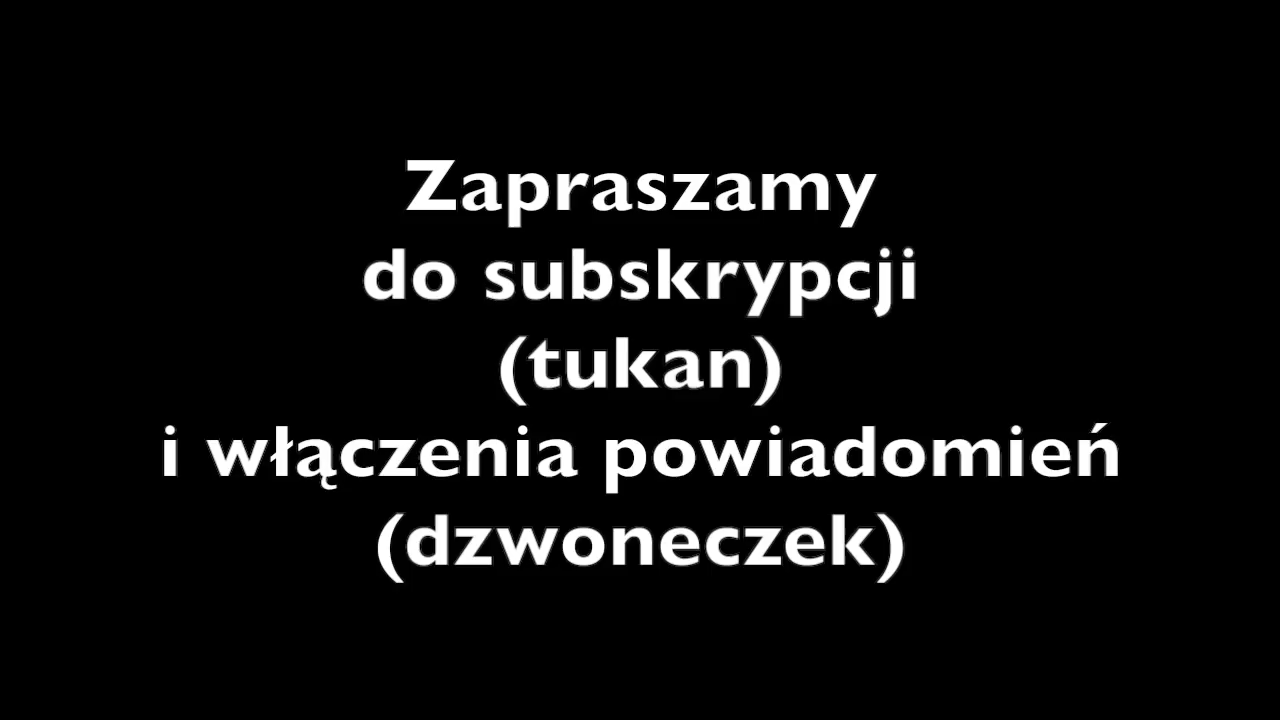 Zapraszamy
do subskrypcji
(tukan)
i włączenia powiadomień
(dzwoneczek)